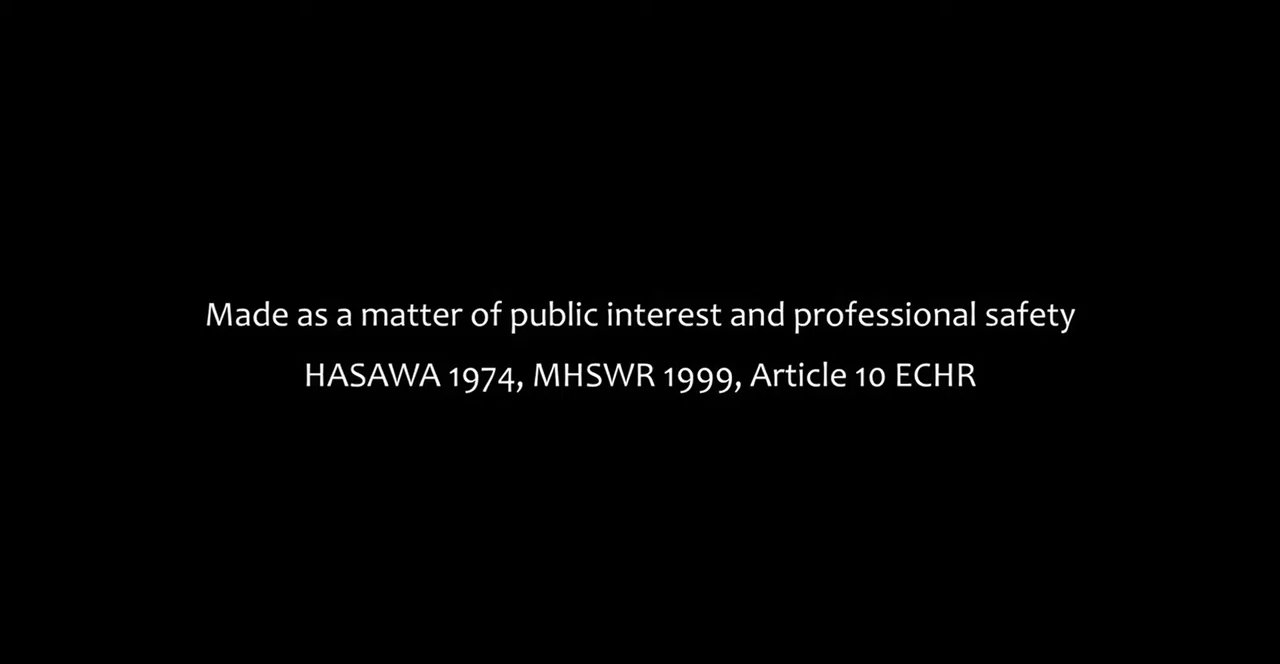 Made as a matter of public interest and professional safety
HASAWA 1974, MHSWR 1999, Article 10 ECHR